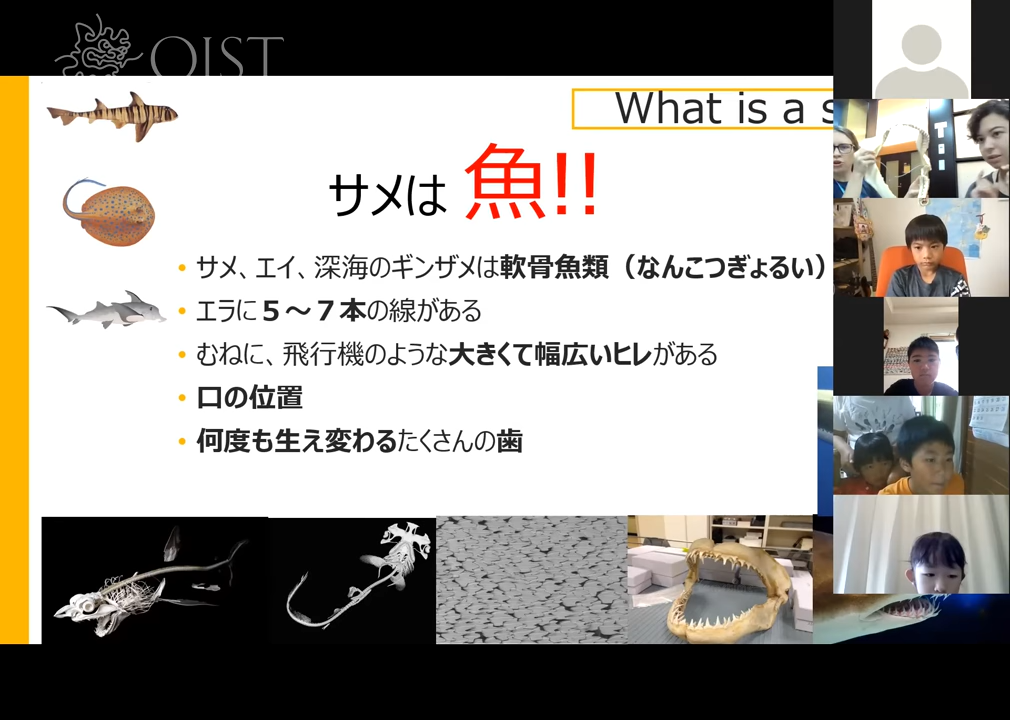 OIST
What is a s
サメは 魚!!
• サメ、エイ、深海のギンザメは軟骨魚類（なんこつぎょるい）
• エラに５～７本の線がある
• むねに、飛行機のような大きくて幅広いヒレがある
• 口の位置
• 何度も生え変わるたくさんの歯